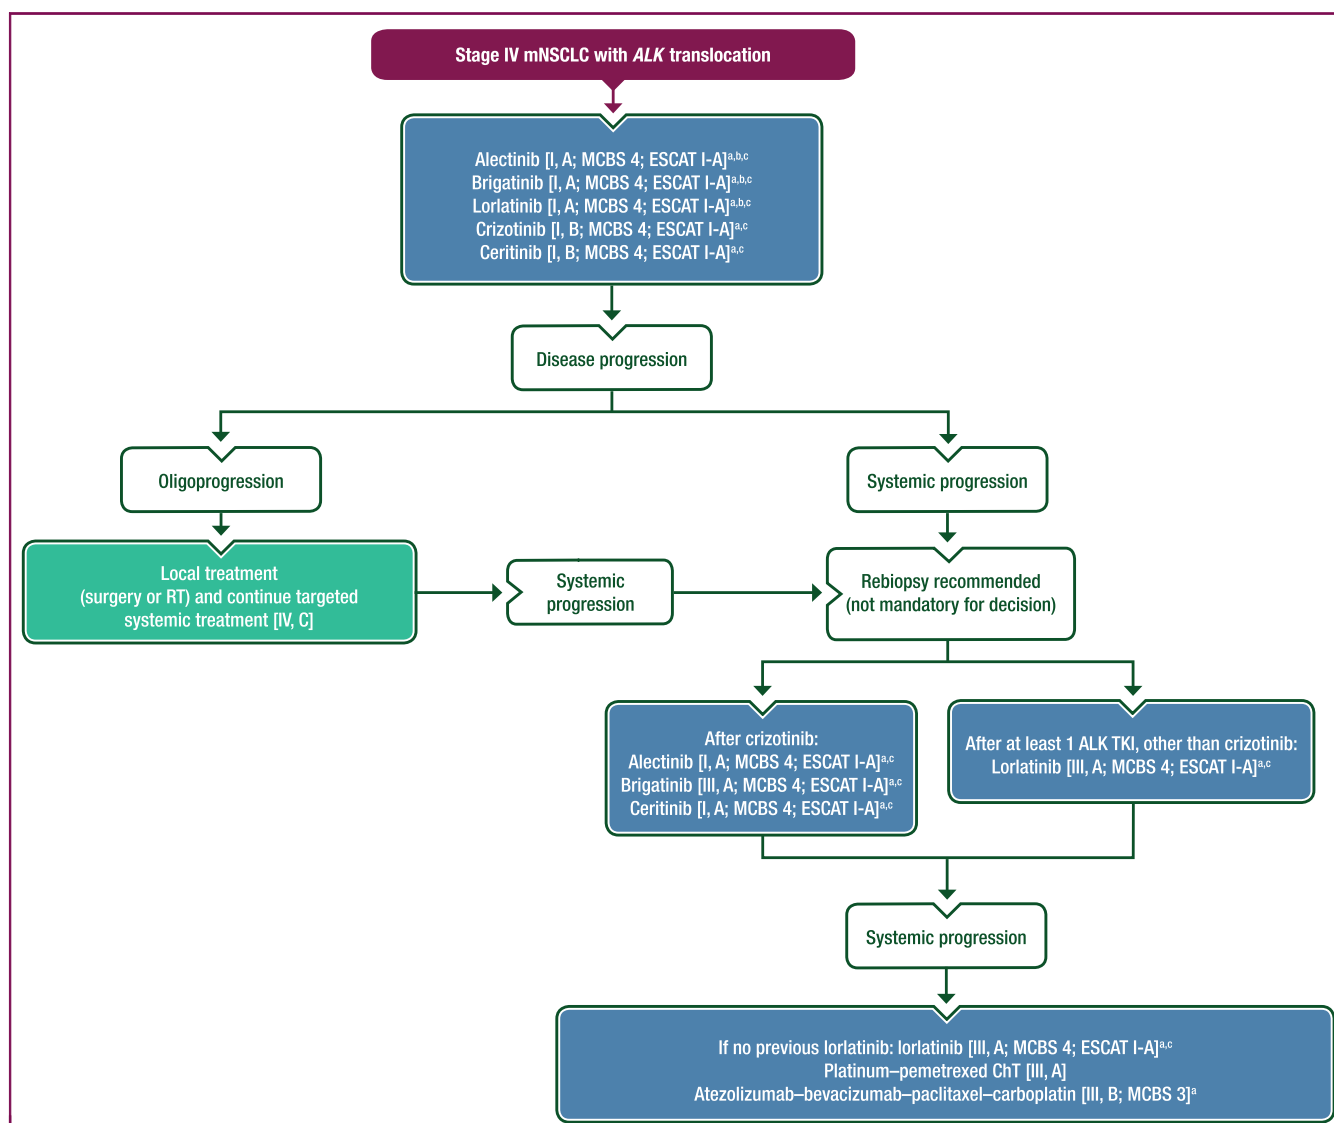 Stage IV mNSCLC with ALK translocation
Alectinib [I, A; MCBS 4; ESCAT I-A]a,b,c
Brigatinib [I, A; MCBS 4; ESCAT I-A]a,b,c
Lorlatinib [I, A; MCBS 4; ESCAT I-A]a,b,c
Crizotinib [I, B; MCBS 4; ESCAT I-A]a,c
Ceritinib [I, B; MCBS 4; ESCAT I-A]a,c
Disease progression
Oligoprogression
Systemic progression
Local treatment
(surgery or RT) and continue targeted
systemic treatment [IV, C]
Systemic
progression
Rebiopsy recommended
(not mandatory for decision)
After crizotinib:
Alectinib [I, A; MCBS 4; ESCAT I-A]a,c
Brigatinib [III, A; MCBS 4; ESCAT I-A]a,c
Ceritinib [I, A; MCBS 4; ESCAT I-A]a,c
After at least 1 ALK TKI, other than crizotinib:
Lorlatinib [III, A; MCBS 4; ESCAT I-A]a,c
Systemic progression
If no previous lorlatinib: lorlatinib [III, A; MCBS 4; ESCAT I-A]a,c
Platinum–pemetrexed ChT [III, A]
Atezolizumab–bevacizumab–paclitaxel–carboplatin [III, B; MCBS 3]a